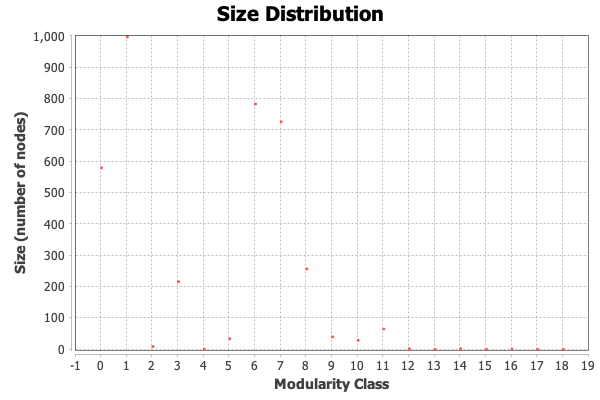 Size Distribution
1,000
900
800
700
600
500
400
300
200
100
0
Size (number of nodes)
-1 0 1 2 3 4 5 6 7 8 9 10 11 12 13 14 15 16 17 18 19
Modularity Class